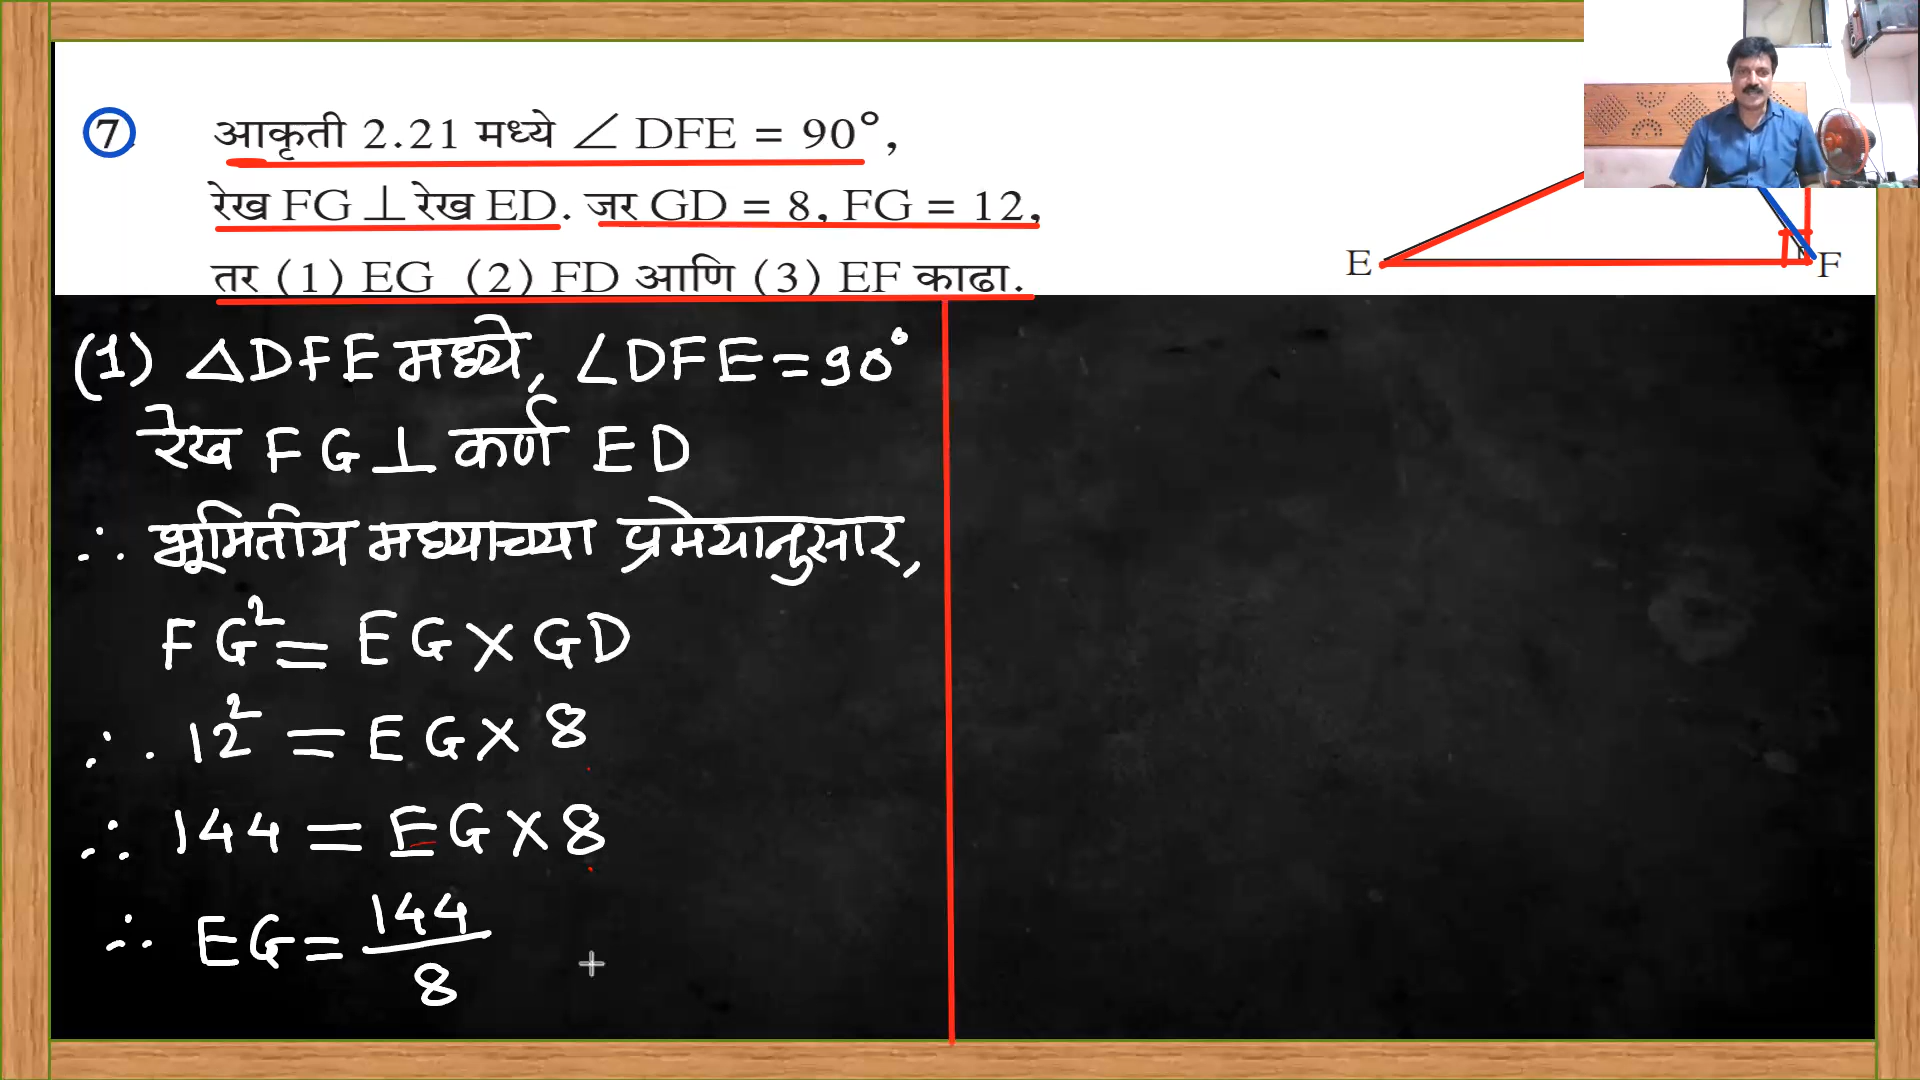 7 आकृती 2.21 मध्ये ∠ DFE = 90°,
रेख FG ⊥ रेख ED. जर GD = 8, FG = 12,
तर (1) EG (2) FD आणि (3) EF काढा.
E
F
(1) △DFE मध्ये, ∠DFE = 90°
रेख FG ⊥ कर्ण ED
∴ भूमितीय मध्याच्या प्रमेयानुसार,
FG² = EG × GD
∴ 12² = EG × 8
∴ 144 = EG × 8
∴ EG = 144/8